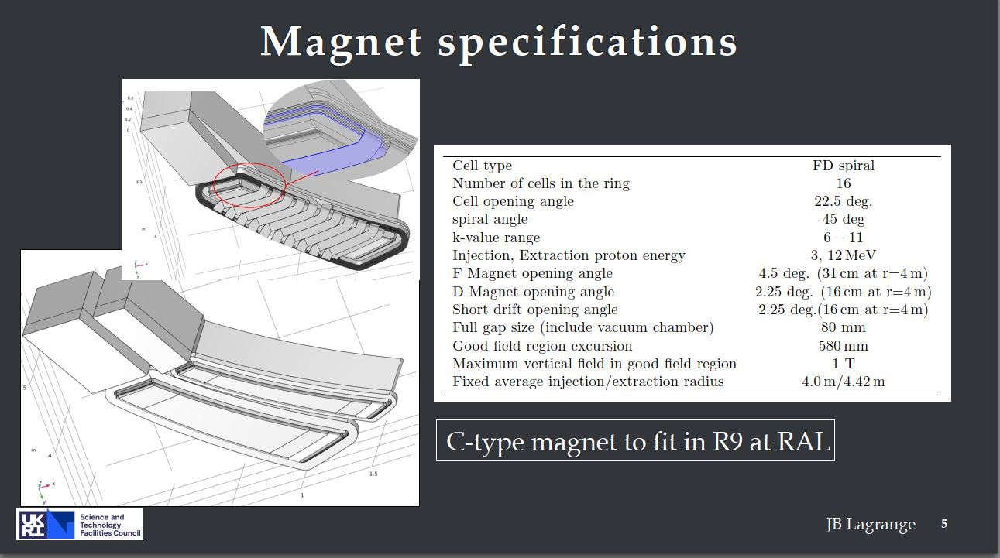 Magnet specifications
0.6
m
0.4
0.2
0
3.5
m
4
x
y
Cell type FD spiral
Number of cells in the ring 16
Cell opening angle 22.5 deg.
spiral angle 45 deg
k-value range 6 – 11
Injection, Extraction proton energy 3, 12 MeV
F Magnet opening angle 4.5 deg. (31 cm at r=4 m)
D Magnet opening angle 2.25 deg. (16 cm at r=4 m)
Short drift opening angle 2.25 deg.(16 cm at r=4 m)
Full gap size (include vacuum chamber) 80 mm
Good field region excursion 580 mm
Maximum vertical field in good field region 1 T
Fixed average injection/extraction radius 4.0 m/4.42 m
.5
m
4
z
x
y
1.5
1
C-type magnet to fit in R9 at RAL
UKRI
Science and
Technology
Facilities Council
JB Lagrange 5